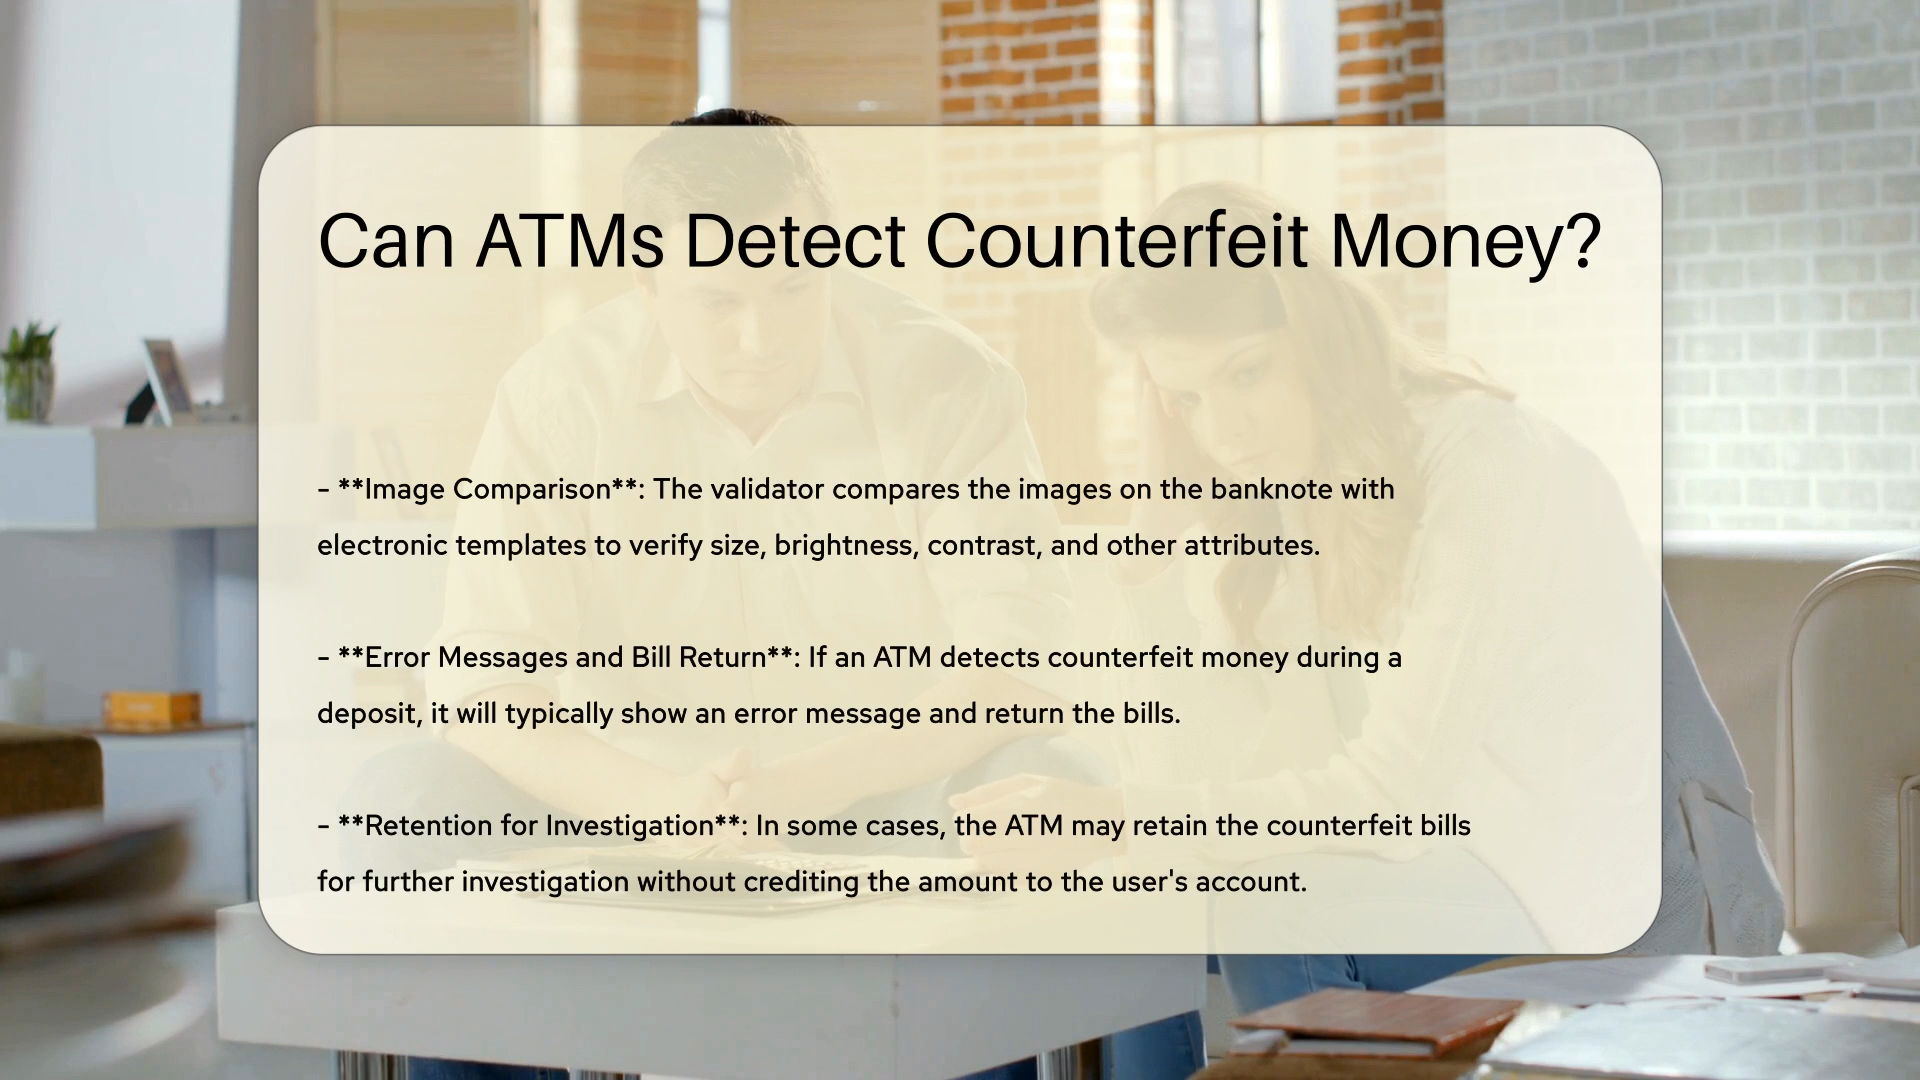 Can ATMs Detect Counterfeit Money?
- **Image Comparison**: The validator compares the images on the banknote with
electronic templates to verify size, brightness, contrast, and other attributes.
- **Error Messages and Bill Return**: If an ATM detects counterfeit money during a
deposit, it will typically show an error message and return the bills.
- **Retention for Investigation**: In some cases, the ATM may retain the counterfeit bills
for further investigation without crediting the amount to the user's account.